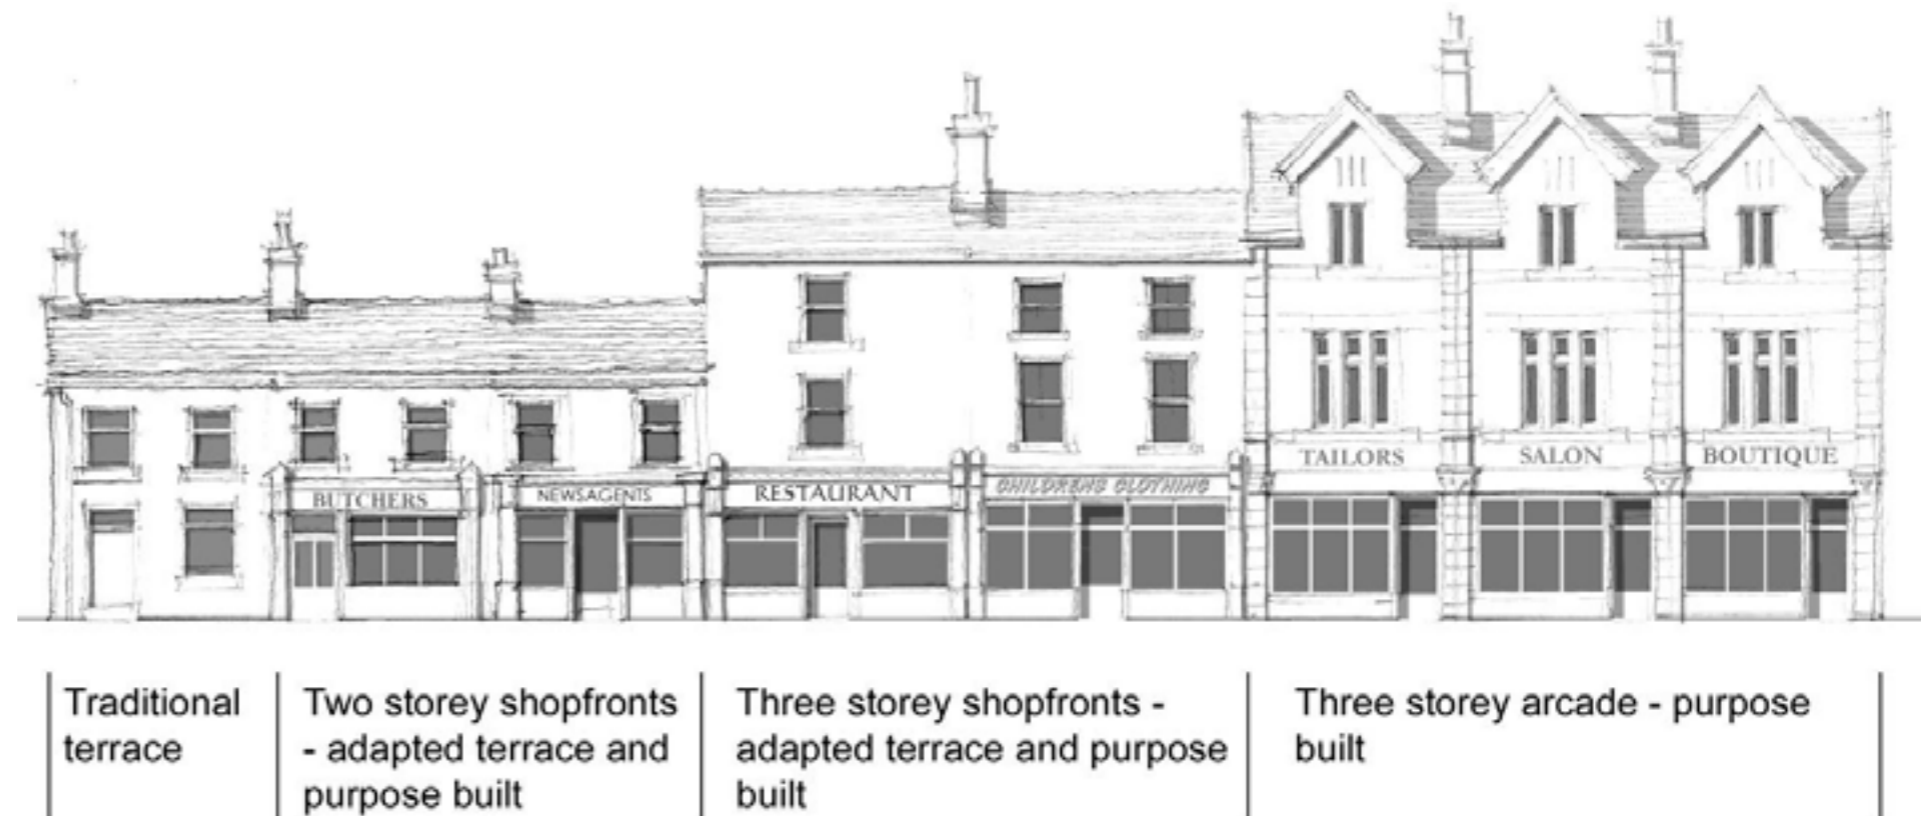 BUTCHERS
NEWSAGENTS
RESTAURANT
CHILDRENS CLOTHING
TAILORS
SALON
BOUTIQUE
Traditional
terrace
Two storey shopfronts
- adapted terrace and
purpose built
Three storey shopfronts -
adapted terrace and purpose
built
Three storey arcade - purpose
built